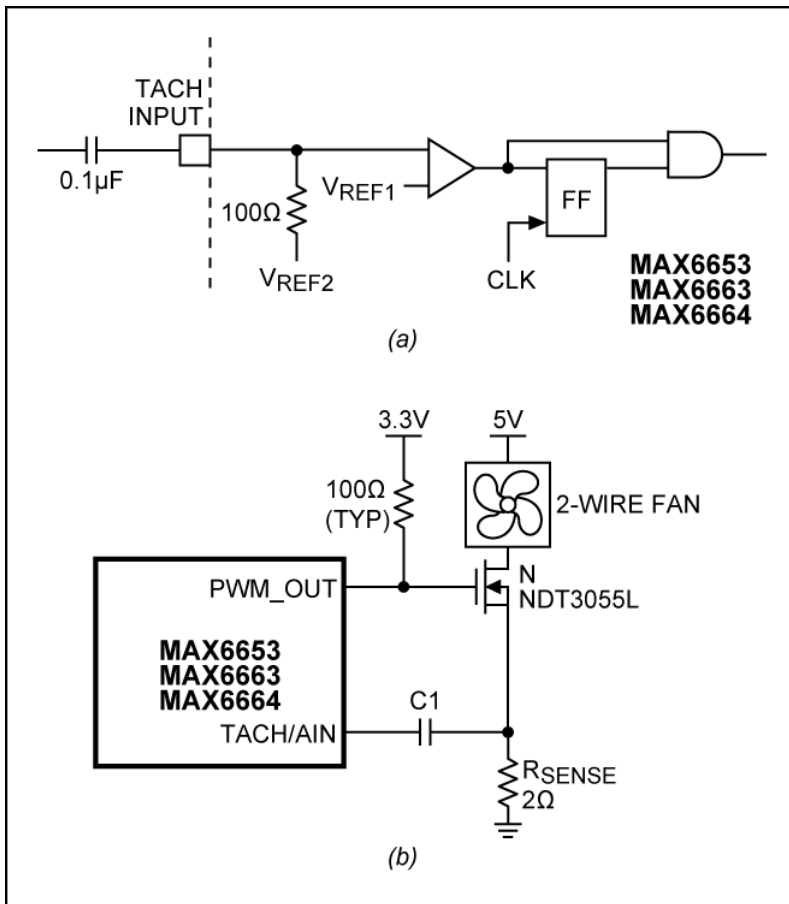 TACH
INPUT
0.1µF
100Ω
VREF1
VREF2
FF
CLK
MAX6653
MAX6663
MAX6664
(a)
3.3V
5V
100Ω
(TYP)
2-WIRE FAN
PWM_OUT
N
NDT3055L
MAX6653
MAX6663
MAX6664
C1
TACH/AIN
RSENSE
2Ω
(b)